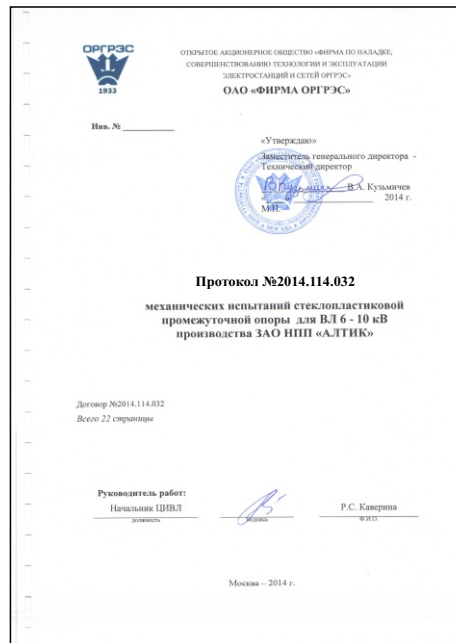 ОРГРЭС
1933
ОТКРЫТОЕ АКЦИОНЕРНОЕ ОБЩЕСТВО «ФИРМА ПО НАЛАДКЕ,
СОВЕРШЕНСТВОВАНИЮ ТЕХНОЛОГИИ И ЭКСПЛУАТАЦИИ
ЭЛЕКТРОСТАНЦИЙ И СЕТЕЙ ОРГРЭС»
ОАО «ФИРМА ОРГРЭС»
Инв. №
«Утверждаю»
Заместитель генерального директора -
Технический директор
В.А. Кузьмичев
« 2014 г.
М.П.
Протокол №2014.114.032
механических испытаний стеклопластиковой
промежуточной опоры для ВЛ 6 - 10 кВ
производства ЗАО НПП «АЛТИК»
Договор №2014.114.032
Всего 22 страницы
Руководитель работ:
Начальник ЦИВЛ Р.С. Каверина
должность подпись Ф.И.О.
Москва – 2014 г.